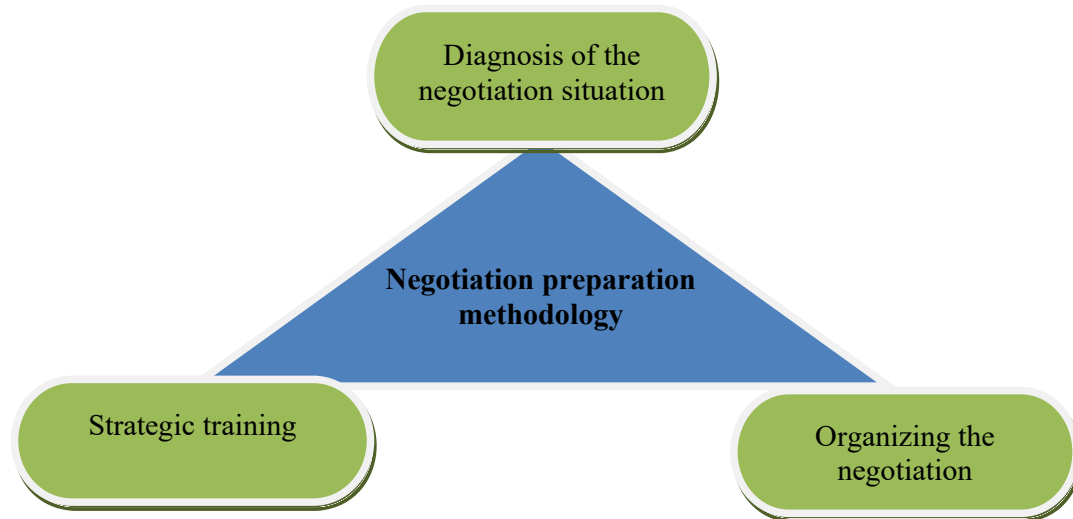 Diagnosis of the
negotiation situation
Negotiation preparation
methodology
Strategic training
Organizing the
negotiation